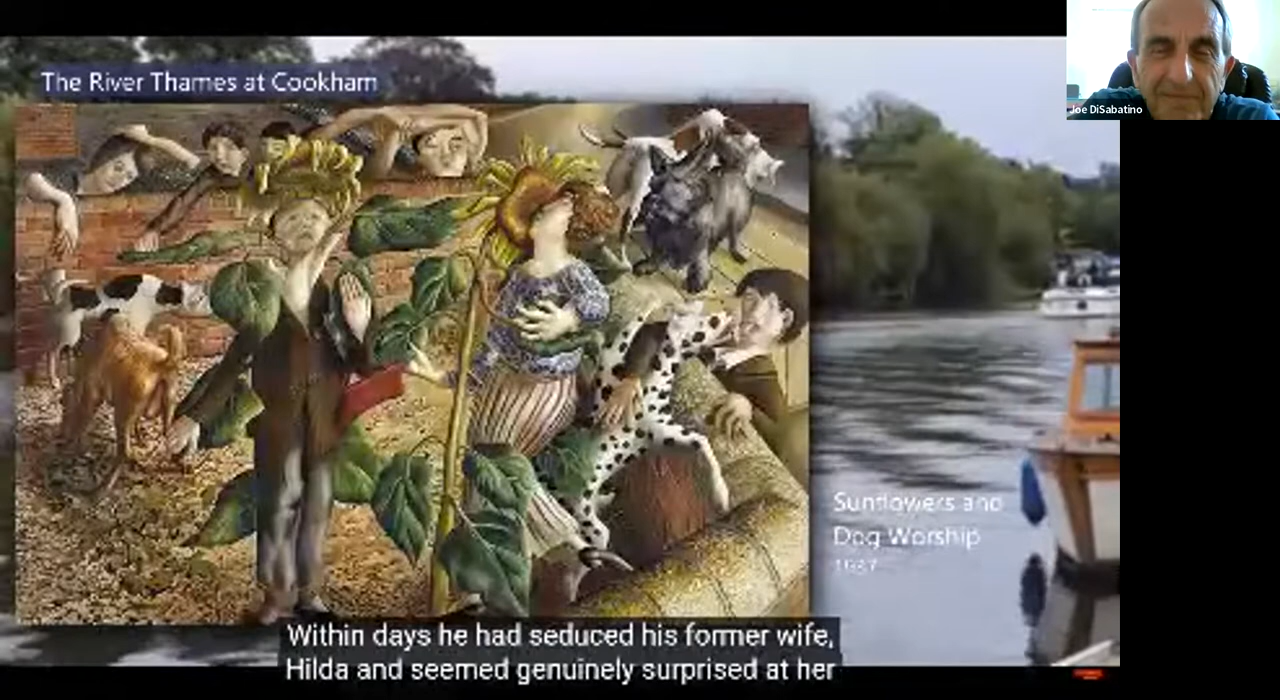 The River Thames at Cookham
Joe DiSabatino
Sunflowers and
Dog Worship
1937
Within days he had seduced his former wife,
Hilda and seemed genuinely surprised at her